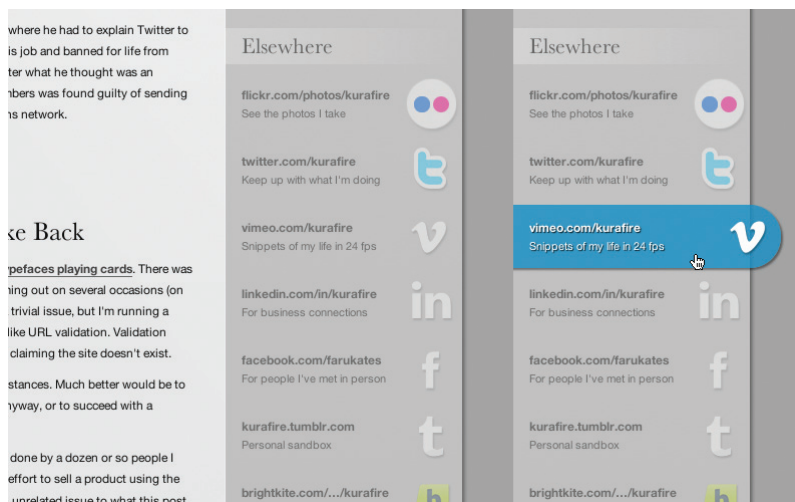 where he had to explain Twitter to
is job and banned for life from
ter what he thought was an
nbers was found guilty of sending
ns network.
ke Back
ypefaces playing cards. There was
ning out on several occasions (on
trivial issue, but I'm running a
like URL validation. Validation
claiming the site doesn't exist.
stances. Much better would be to
nyway, or to succeed with a
done by a dozen or so people I
effort to sell a product using the
unrelated issue to what this post
Elsewhere
flickr.com/photos/kurafire
See the photos I take
twitter.com/kurafire
Keep up with what I'm doing
t
vimeo.com/kurafire
Snippets of my life in 24 fps
v
linkedin.com/in/kurafire
For business connections
in
facebook.com/farukates
For people I've met in person
f
kurafire.tumblr.com
Personal sandbox
t
brightkite.com/.../kurafire
b
Elsewhere
flickr.com/photos/kurafire
See the photos I take
twitter.com/kurafire
Keep up with what I'm doing
t
vimeo.com/kurafire
Snippets of my life in 24 fps
v
linkedin.com/in/kurafire
For business connections
in
facebook.com/farukates
For people I've met in person
f
kurafire.tumblr.com
Personal sandbox
t
brightkite.com/.../kurafire
b